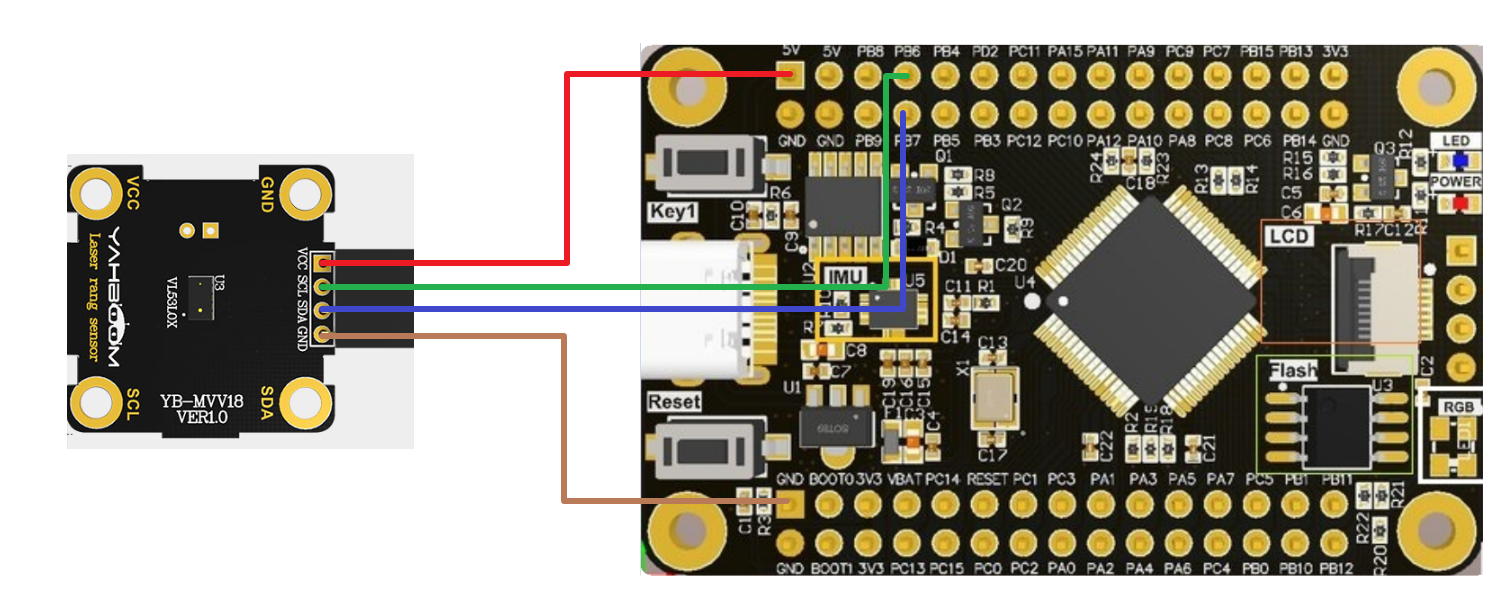 VCC
GND
YAHBOOM
Laser rang sensor
U3
VL53L0X
VCC
SCL
SDA
GND
SCL
SDA
YB-MVV18
VER1.0
5V 5V PB8 PB6 PB4 PD2 PC11 PA15 PA11 PA9 PC9 PC7 PB15 PB13 3V3
GND GND PB9 PB7 PB5 PB3 PC12 PC10 PA12 PA10 PA8 PC8 PC6 PB14 GND
Key1
C10
R6
C9
U2
Q1
R8
R5
R4
D1
Q2
R9
C20
IMU
U5
C11
R1
C14
C8
C7
U1
SOT89
C19
C16
C15
C3
C4
X1
C13
C17
U4
R24
C18
R23
R13
R14
R15
R16
C5
C6
Q3
R12
R17
C12
LED
POWER
LCD
C2
Flash
U3
RGB
LED1
Reset
C22
R2
R19
R18
C21
C1
R3
GND BOOT0 3V3 VBAT PC14 RESET PC1 PC3 PA1 PA3 PA5 PA7 PC5 PB1 PB11
R21
R22
R20
GND BOOT1 3V3 PC13 PC15 PC0 PC2 PA0 PA2 PA4 PA6 PC4 PB0 PB10 PB12